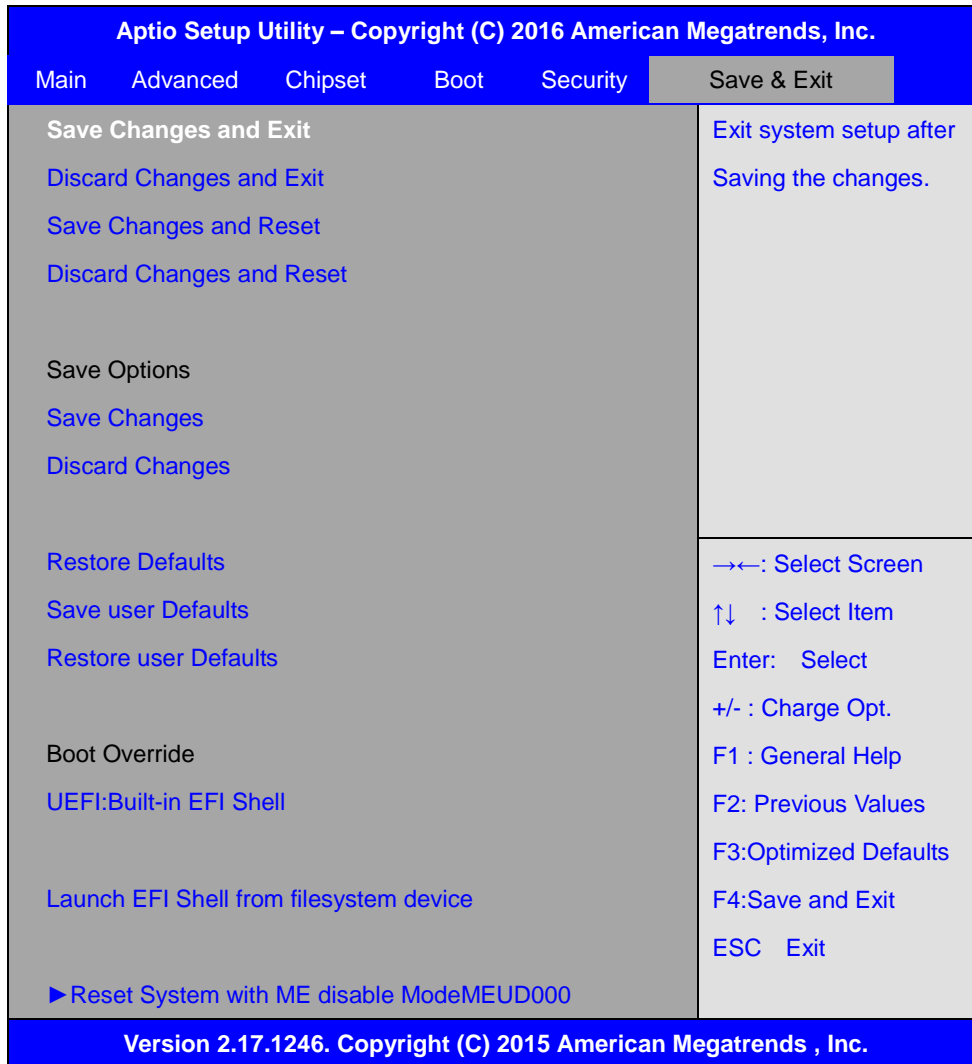 Aptio Setup Utility – Copyright (C) 2016 American Megatrends, Inc.
Main Advanced Chipset Boot Security Save & Exit
Save Changes and Exit
Discard Changes and Exit
Save Changes and Reset
Discard Changes and Reset
Save Options
Save Changes
Discard Changes
Restore Defaults
Save user Defaults
Restore user Defaults
Boot Override
UEFI:Built-in EFI Shell
Launch EFI Shell from filesystem device
►Reset System with ME disable ModeMEUD000
Exit system setup after
Saving the changes.
→←: Select Screen
↑↓ : Select Item
Enter: Select
+/- : Charge Opt.
F1 : General Help
F2: Previous Values
F3:Optimized Defaults
F4:Save and Exit
ESC Exit
Version 2.17.1246. Copyright (C) 2015 American Megatrends , Inc.